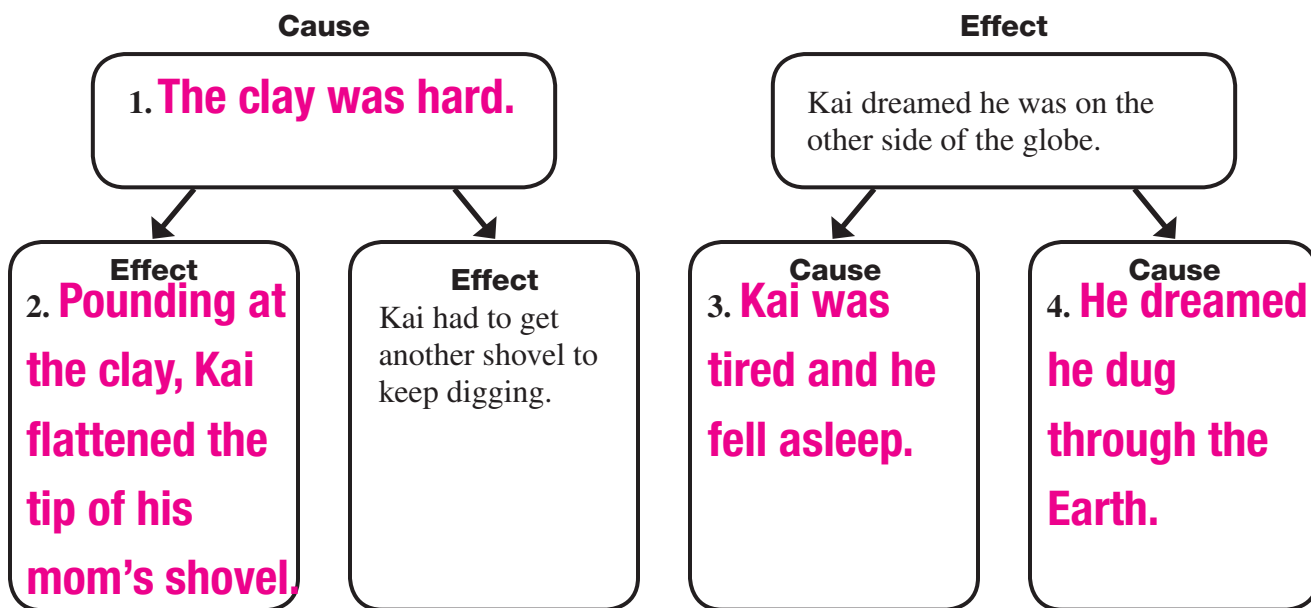 Cause
1. The clay was hard.
Effect
2. Pounding at
the clay, Kai
flattened the
tip of his
mom’s shovel.
Effect
Kai had to get
another shovel to
keep digging.
Effect
Kai dreamed he was on the
other side of the globe.
Cause
3. Kai was
tired and he
fell asleep.
Cause
4. He dreamed
he dug
through the
Earth.